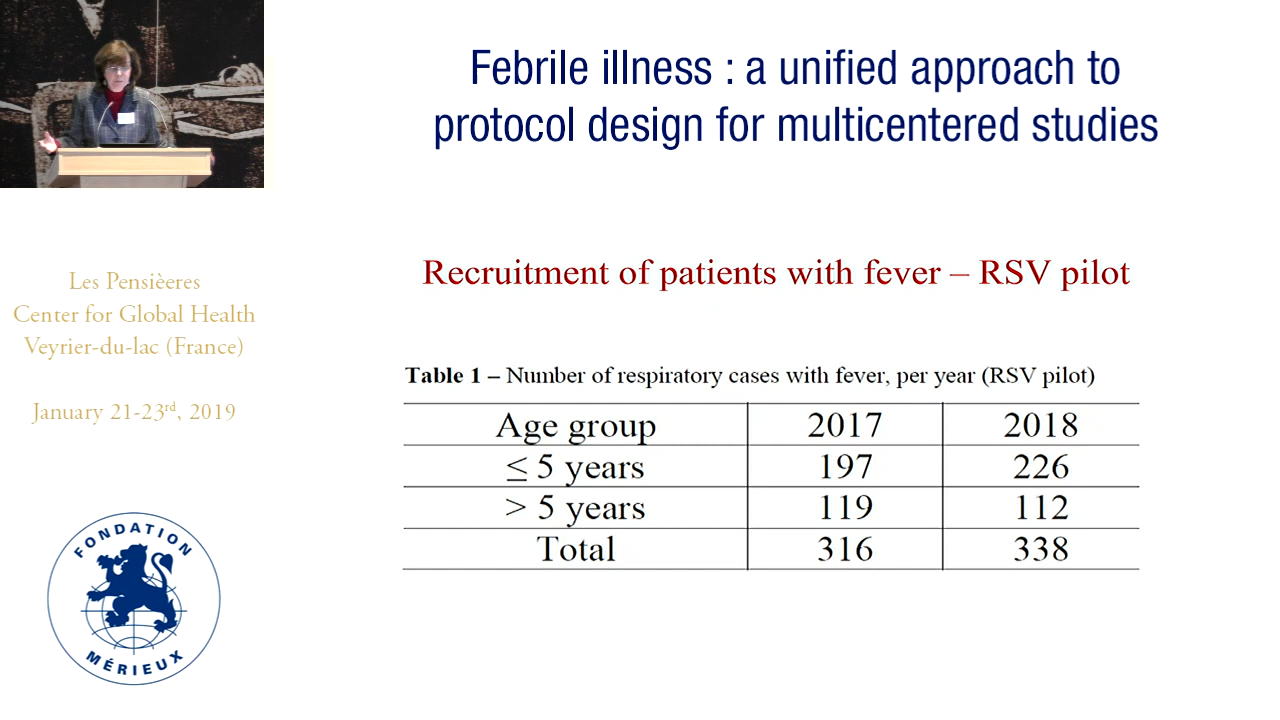 Febrile illness : a unified approach to
protocol design for multicentered studies
Les Pensièeres
Center for Global Health
Veyrier-du-lac (France)
January 21-23rd, 2019
FONDATION
MÉRIEUX
Recruitment of patients with fever – RSV pilot
Table 1 – Number of respiratory cases with fever, per year (RSV pilot)
Age group 2017 2018
≤ 5 years 197 226
> 5 years 119 112
Total 316 338